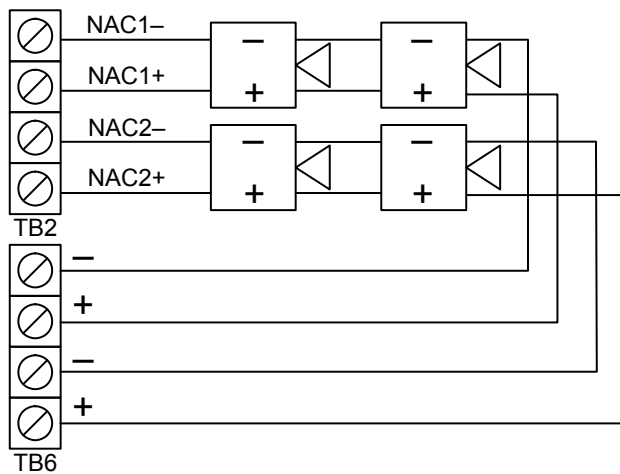 NAC1–
– –
NAC1+
+ +
NAC2–
– –
NAC2+
+ +
TB2
–
+
–
+
TB6